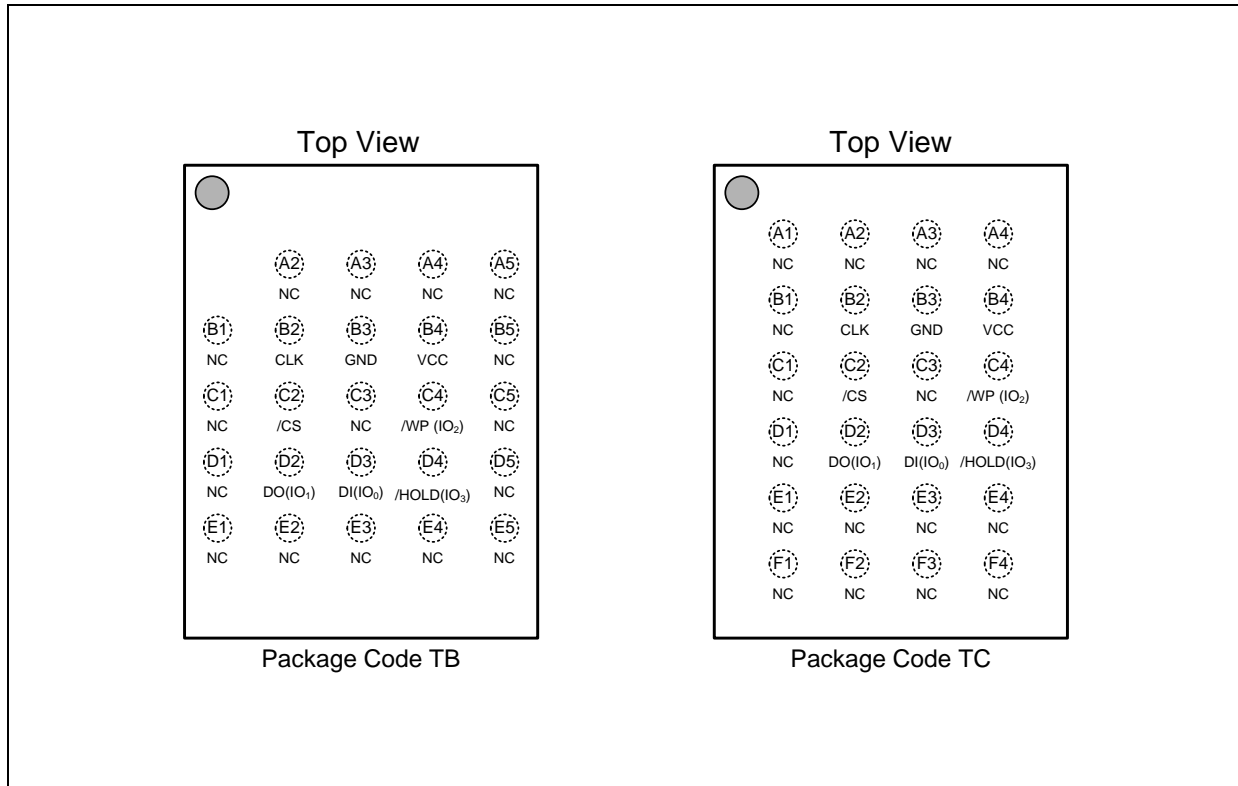 Top View
A2 A3 A4 A5
NC NC NC NC
B1 B2 B3 B4 B5
NC CLK GND VCC NC
C1 C2 C3 C4 C5
NC /CS NC /WP (IO₂) NC
D1 D2 D3 D4 D5
NC DO(IO₁) DI(IO₀) /HOLD(IO₃) NC
E1 E2 E3 E4 E5
NC NC NC NC NC
Package Code TB
Top View
A1 A2 A3 A4
NC NC NC NC
B1 B2 B3 B4
NC CLK GND VCC
C1 C2 C3 C4
NC /CS NC /WP (IO₂)
D1 D2 D3 D4
NC DO(IO₁) DI(IO₀) /HOLD(IO₃)
E1 E2 E3 E4
NC NC NC NC
F1 F2 F3 F4
NC NC NC NC
Package Code TC